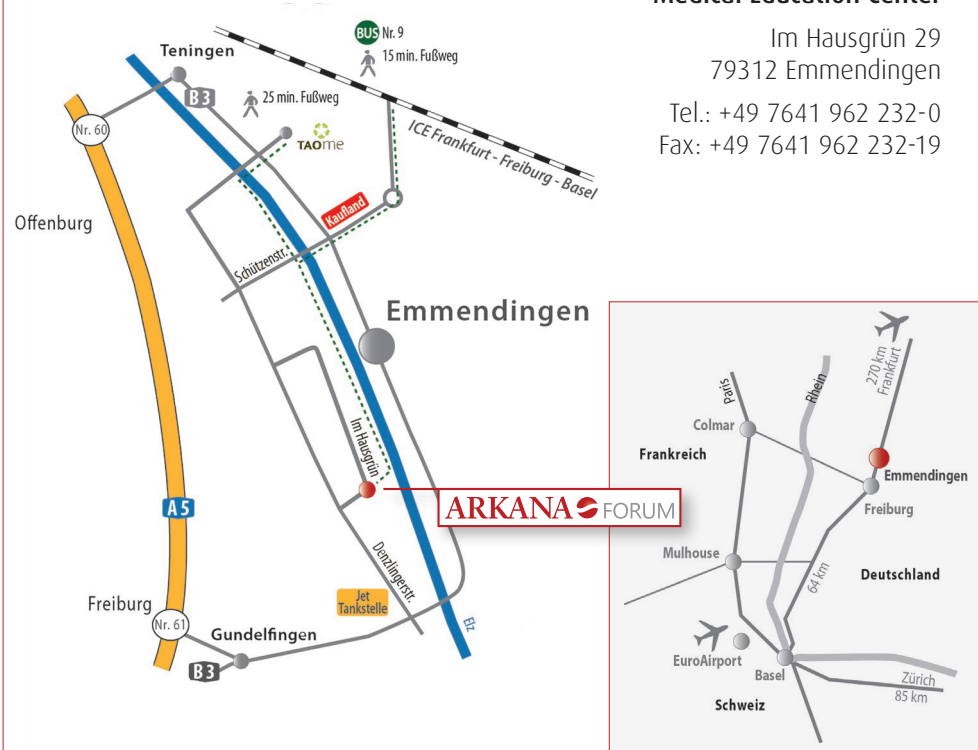 Medical Education Center
Im Hausgrün 29
79312 Emmendingen
Tel.: +49 7641 962 232-0
Fax: +49 7641 962 232-19
BUS Nr. 9
15 min. Fußweg
Teningen
B3
25 min. Fußweg
Nr. 60
TAOme
ICE Frankfurt - Freiburg - Basel
Offenburg
Kaufland
Schützenstr.
Emmendingen
Im Hausgrün
A5
ARKANA FORUM
Denzlingerstr.
Jet
Tankstelle
Freiburg
Nr. 61
Gundelfingen
Elz
B3
270 km
Frankfurt
Paris
Rhein
Colmar
Frankreich
Emmendingen
Freiburg
Mulhouse
64 km
Deutschland
EuroAirport
Basel
Zürich
85 km
Schweiz